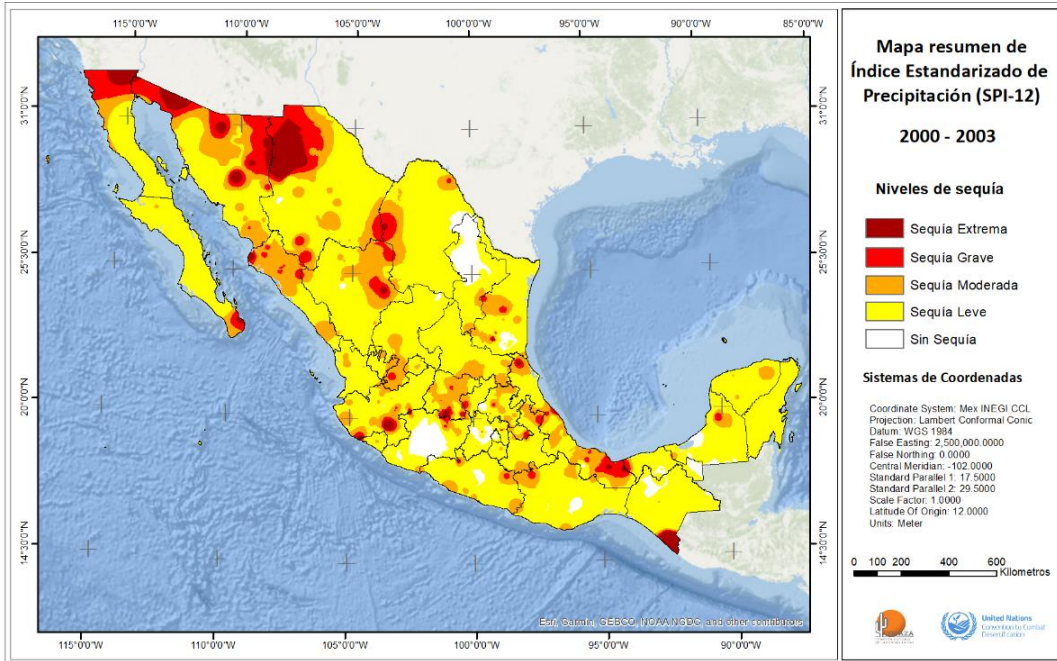 115°0'0"W 110°0'0"W 105°0'0"W 100°0'0"W 95°0'0"W 90°0'0"W 85°0'0"W
31°0'0"N
25°30'0"N
20°0'0"N
14°30'0"N
31°0'0"N
25°30'0"N
20°0'0"N
14°30'0"N
Esri, Garmin, GEBCO, NOAA NGDC, and other contributors
115°0'0"W 110°0'0"W 105°0'0"W 100°0'0"W 95°0'0"W 90°0'0"W
Mapa resumen de
Índice Estandarizado de
Precipitación (SPI-12)
2000 - 2003
Niveles de sequía
Sequía Extrema
Sequía Grave
Sequía Moderada
Sequía Leve
Sin Sequía
Sistemas de Coordenadas
Coordinate System: Mex INEGI CCL
Projection: Lambert Conformal Conic
Datum: WGS 1984
False Easting: 2,500,000.0000
False Northing: 0.0000
Central Meridian: -102.0000
Standard Parallel 1: 17.5000
Standard Parallel 2: 29.5000
Scale Factor: 1.0000
Latitude Of Origin: 12.0000
Units: Meter
0 100 200 400 600
Kilometros
United Nations
Convention to Combat
Desertification